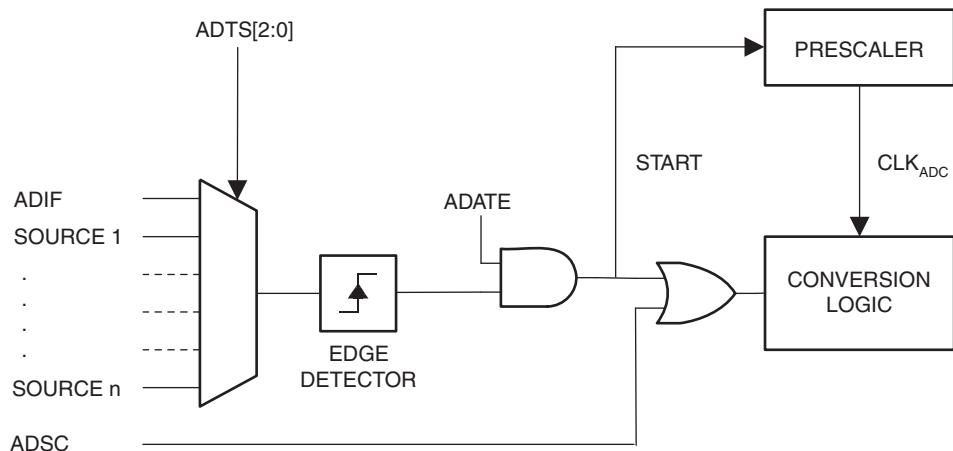 ADTS[2:0]
PRESCALER
START
CLKADC
ADIF
ADATE
SOURCE 1
.
.
.
.
CONVERSION
LOGIC
EDGE
DETECTOR
SOURCE n
ADSC